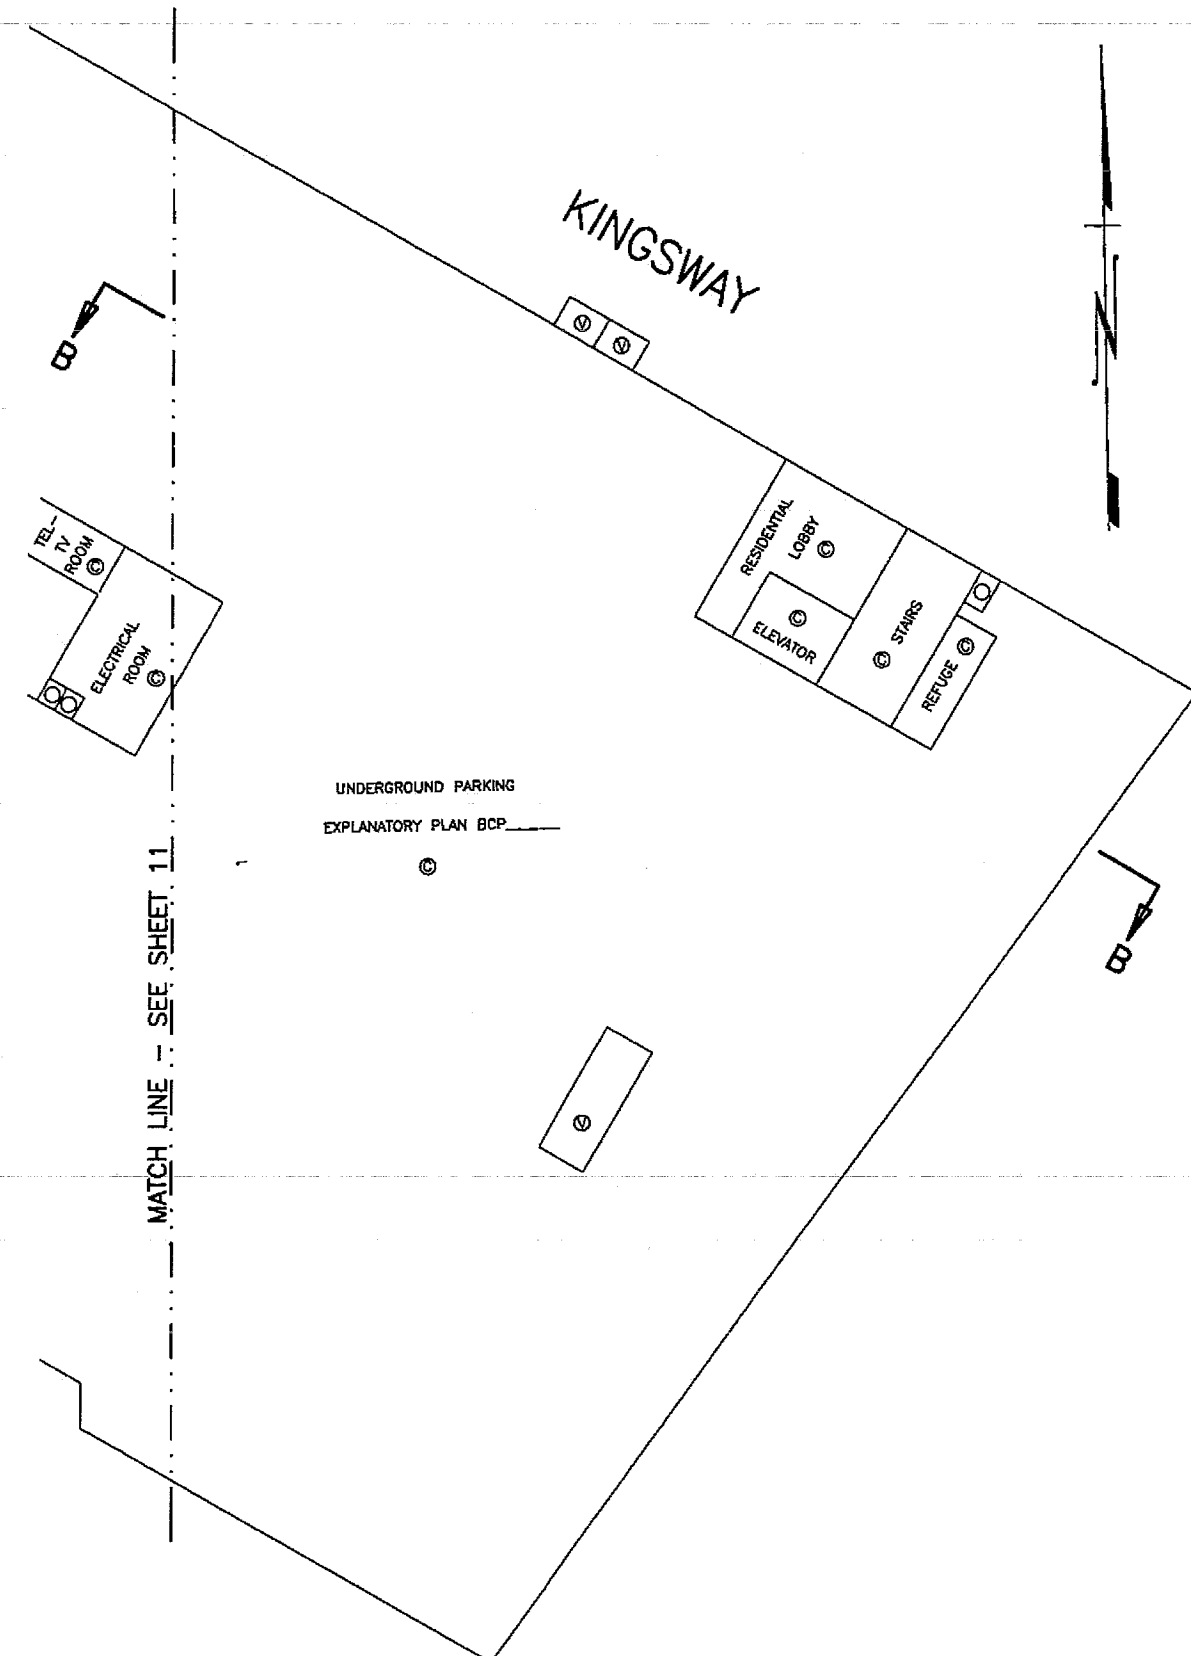 KINGSWAY
N
B
Ⓥ Ⓥ
TEL-
TV
ROOM
Ⓒ
ELECTRICAL
ROOM
Ⓒ
RESIDENTIAL
LOBBY
Ⓒ
Ⓒ
ELEVATOR
STAIRS
Ⓒ
REFUGE Ⓒ
UNDERGROUND PARKING
EXPLANATORY PLAN BCP______
Ⓒ
MATCH LINE - SEE SHEET 11
B
Ⓥ